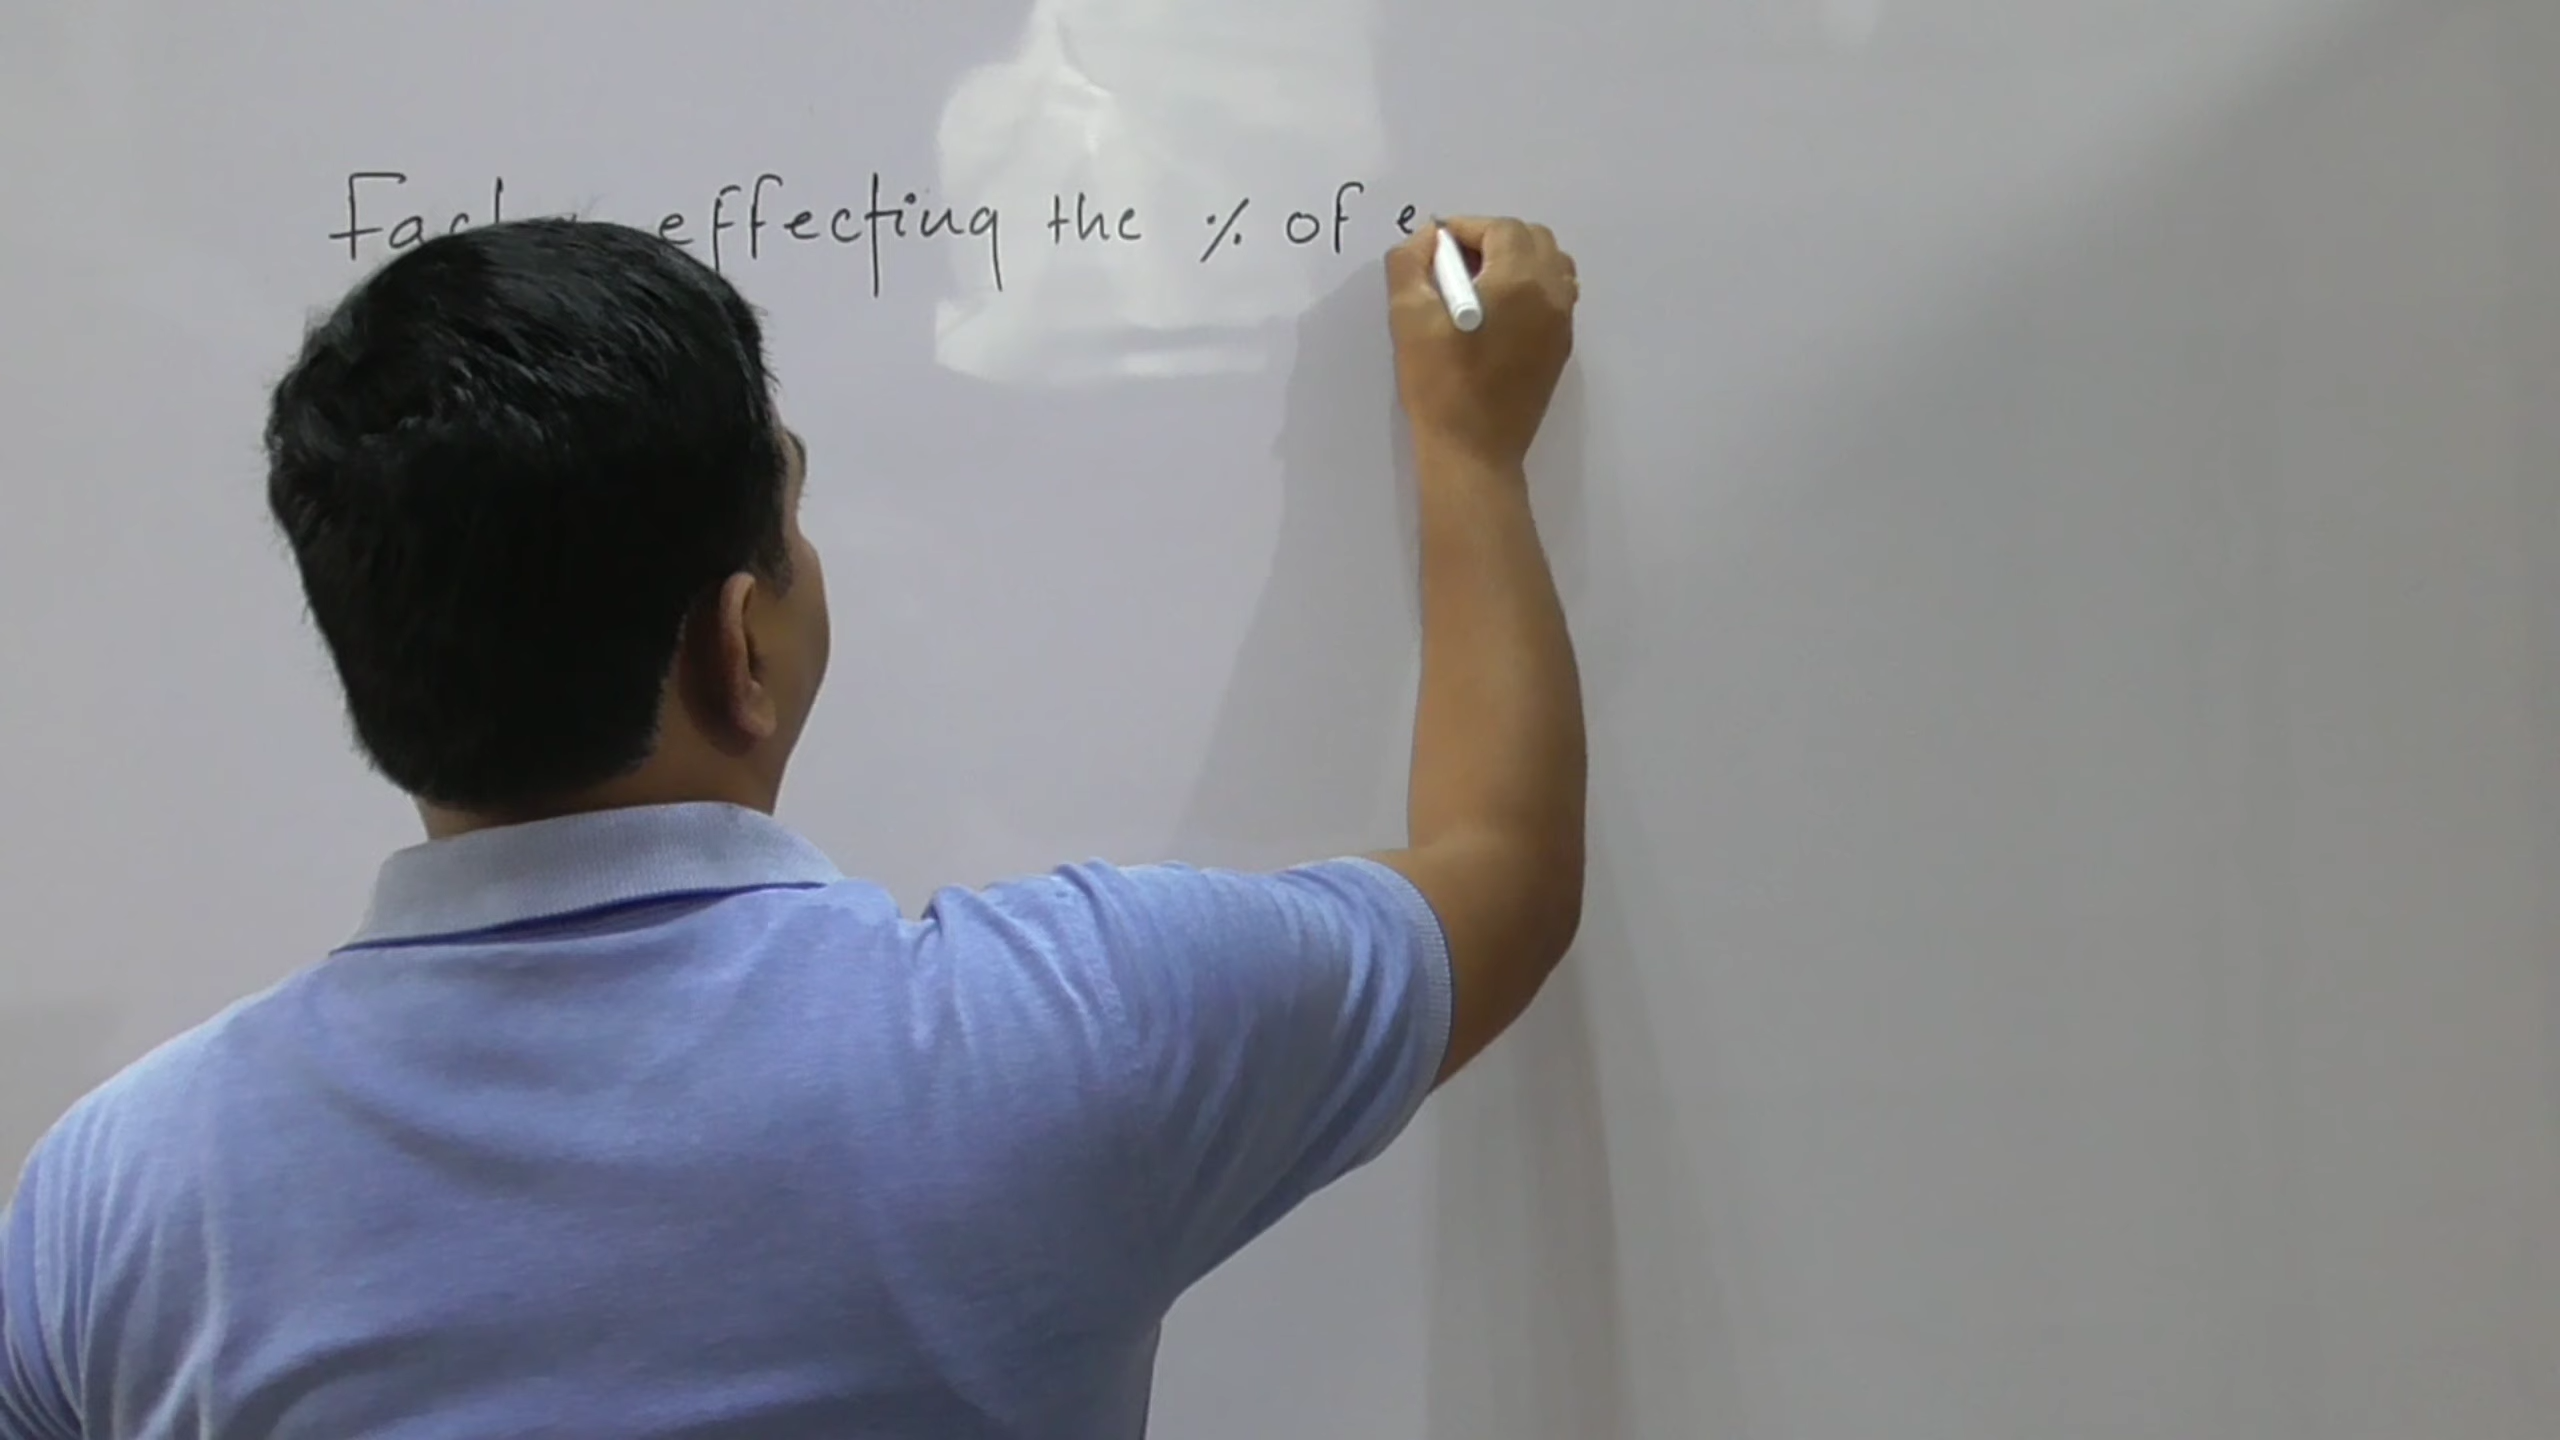 effecting the % of